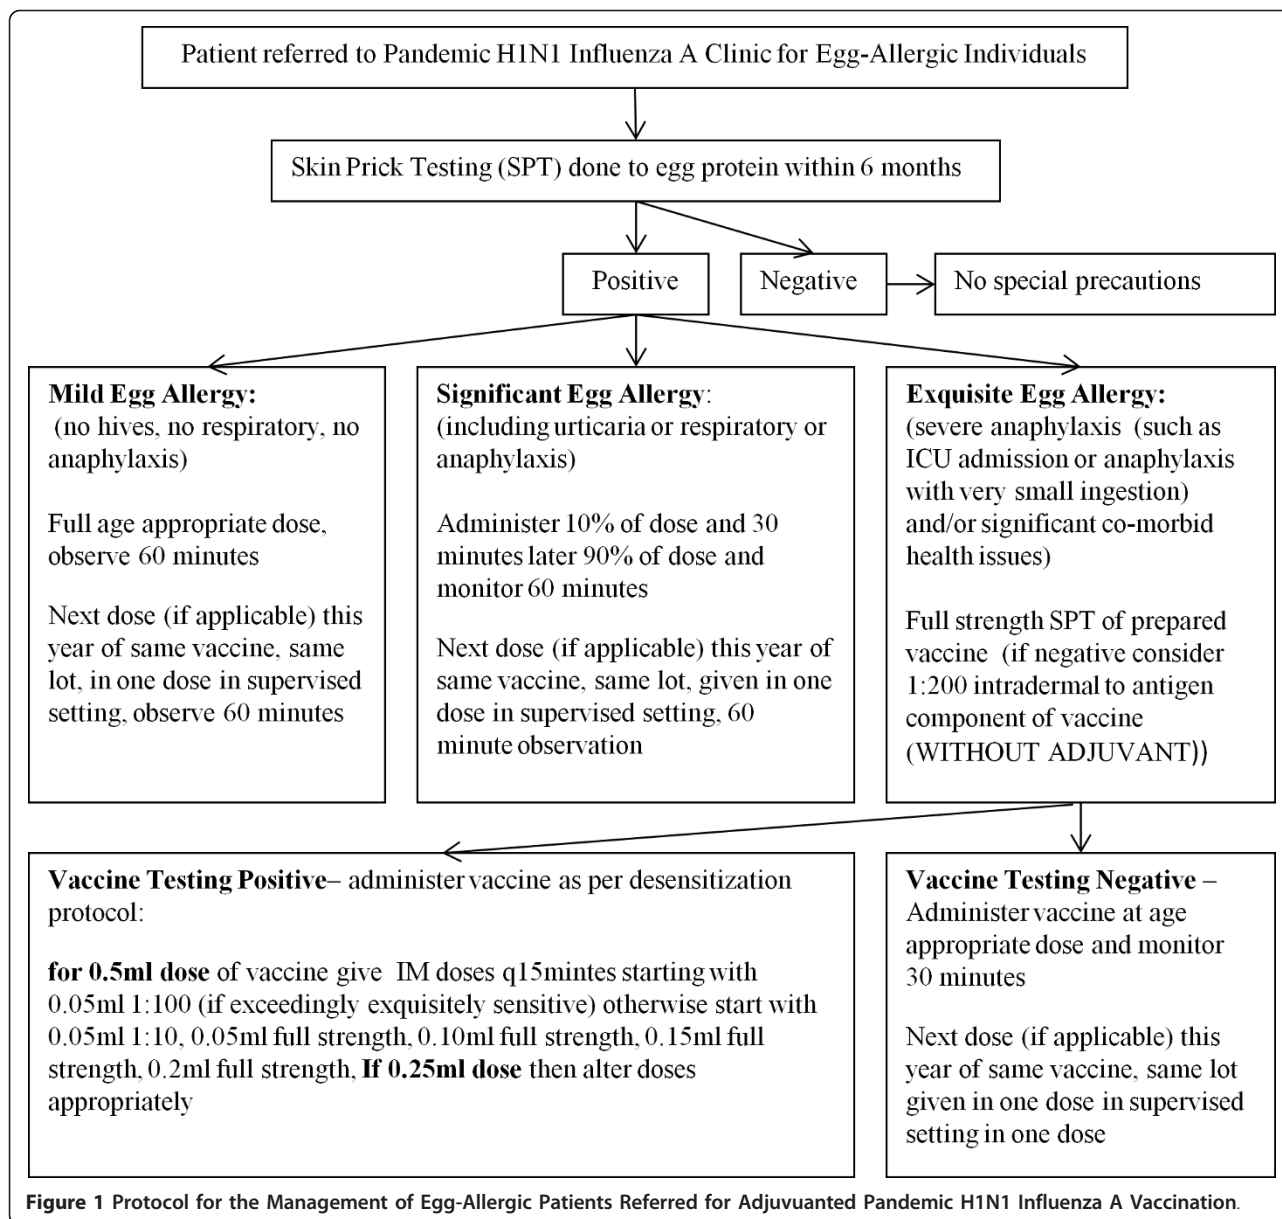 Patient referred to Pandemic H1N1 Influenza A Clinic for Egg-Allergic Individuals
Skin Prick Testing (SPT) done to egg protein within 6 months
Positive
Negative
No special precautions
Mild Egg Allergy:
(no hives, no respiratory, no
anaphylaxis)
Full age appropriate dose,
observe 60 minutes
Next dose (if applicable) this
year of same vaccine, same
lot, in one dose in supervised
setting, observe 60 minutes
Significant Egg Allergy:
(including urticaria or respiratory or
anaphylaxis)
Administer 10% of dose and 30
minutes later 90% of dose and
monitor 60 minutes
Next dose (if applicable) this year of
same vaccine, same lot, given in one
dose in supervised setting, 60
minute observation
Exquisite Egg Allergy:
(severe anaphylaxis (such as
ICU admission or anaphylaxis
with very small ingestion)
and/or significant co-morbid
health issues)
Full strength SPT of prepared
vaccine (if negative consider
1:200 intradermal to antigen
component of vaccine
(WITHOUT ADJUVANT))
Vaccine Testing Positive– administer vaccine as per desensitization
protocol:
for 0.5ml dose of vaccine give IM doses q15mintes starting with
0.05ml 1:100 (if exceedingly exquisitely sensitive) otherwise start with
0.05ml 1:10, 0.05ml full strength, 0.10ml full strength, 0.15ml full
strength, 0.2ml full strength, If 0.25ml dose then alter doses
appropriately
Vaccine Testing Negative –
Administer vaccine at age
appropriate dose and monitor
30 minutes
Next dose (if applicable) this
year of same vaccine, same lot
given in one dose in supervised
setting in one dose
Figure 1 Protocol for the Management of Egg-Allergic Patients Referred for Adjuvuanted Pandemic H1N1 Influenza A Vaccination.